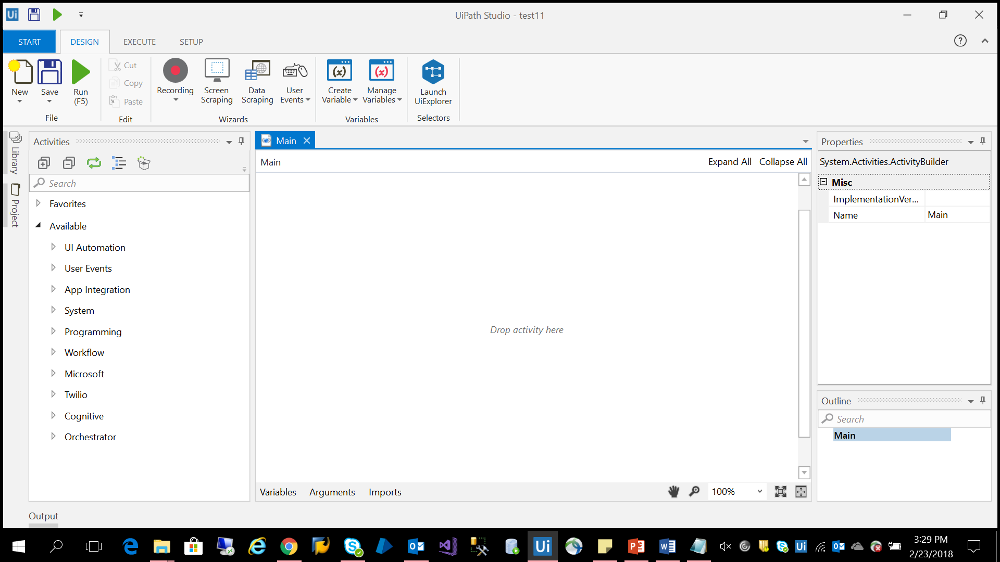 UiPath Studio - test11
START DESIGN EXECUTE SETUP
New
Save
Run
(F5)
File
Cut
Copy
Paste
Edit
Recording
Screen
Scraping
Data
Scraping
User
Events
Wizards
Create
Variable
Manage
Variables
Variables
Launch
UiExplorer
Selectors
Library
Project
Activities
Search
Favorites
Available
UI Automation
User Events
App Integration
System
Programming
Workflow
Microsoft
Twilio
Cognitive
Orchestrator
Main
Main
Expand All Collapse All
Drop activity here
Variables Arguments Imports
100%
Properties
System.Activities.ActivityBuilder
Misc
ImplementationVer...
Name Main
Outline
Search
Main
Output
3:29 PM
2/23/2018